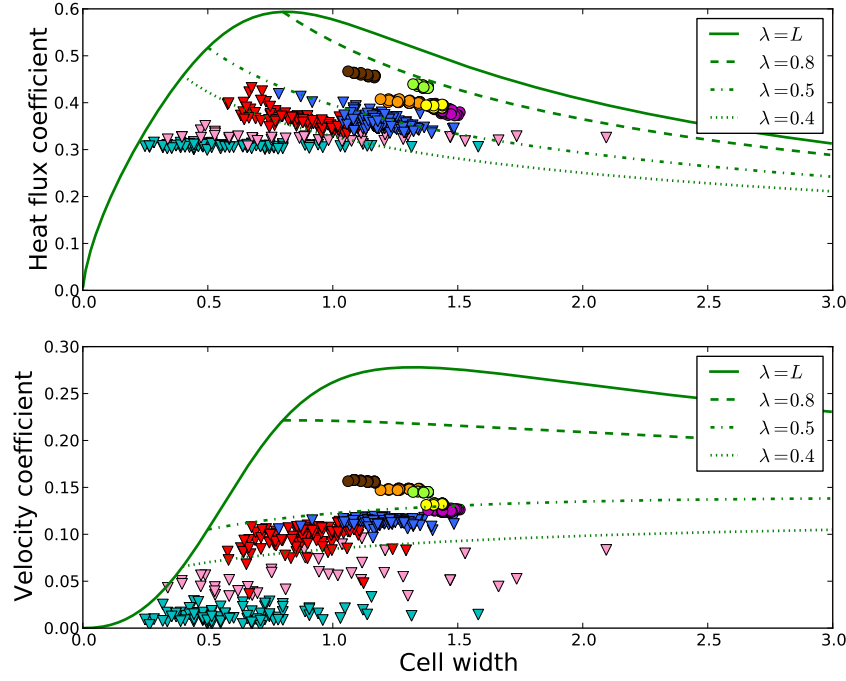 0.6
0.5
0.4
0.3
0.2
0.1
0.0
Heat flux coefficient
0.0 0.5 1.0 1.5 2.0 2.5 3.0
λ=L
λ=0.8
λ=0.5
λ=0.4
0.30
0.25
0.20
0.15
0.10
0.05
0.00
Velocity coefficient
0.0 0.5 1.0 1.5 2.0 2.5 3.0
Cell width
λ=L
λ=0.8
λ=0.5
λ=0.4